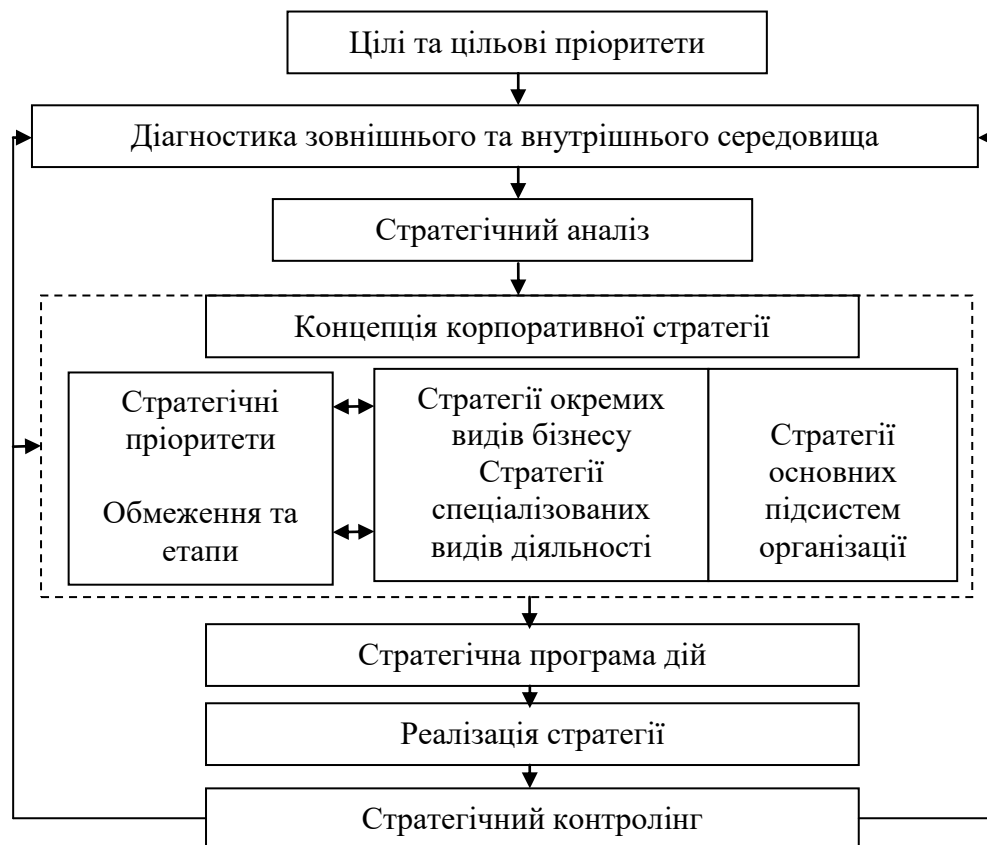 Цілі та цільові пріоритети
Діагностика зовнішнього та внутрішнього середовища
Стратегічний аналіз
Концепція корпоративної стратегії
Стратегічні
пріоритети
Обмеження та
етапи
Стратегії окремих
видів бізнесу
Стратегії
спеціалізованих
видів діяльності
Стратегії
основних
підсистем
організації
Стратегічна програма дій
Реалізація стратегії
Стратегічний контролінг